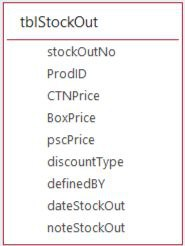 tblStockOut
stockOutNo
ProdID
CTNPrice
BoxPrice
pscPrice
discountType
definedBY
dateStockOut
noteStockOut